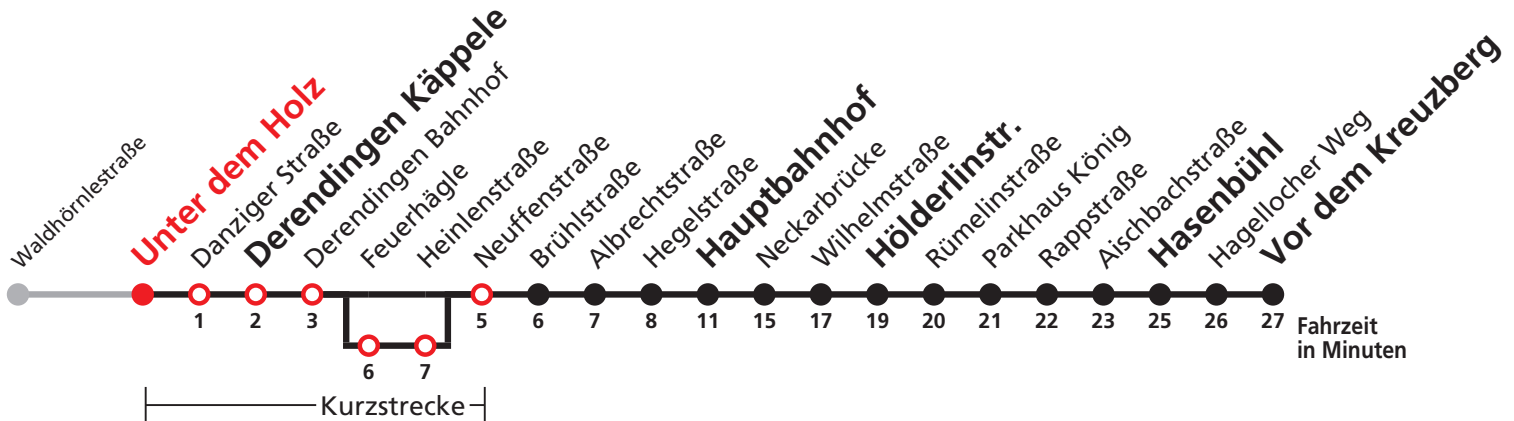 Waldhörnlestraße
Unter dem Holz
Danziger Straße
Derendingen Käppele
Derendingen Bahnhof
Feuerhägle
Heinlenstraße
Neuffenstraße
Brühlstraße
Albrechtstraße
Hegelstraße
Hauptbahnhof
Neckarbrücke
Wilhelmstraße
Hölderlinstr.
Rümelinstraße
Parkhaus König
Rappstraße
Aischbachstraße
Hasenbühl
Hagellocher Weg
Vor dem Kreuzberg
1 2 3 5 6 7 8 11 15 17 19 20 21 22 23 25 26 27
Fahrzeit
in Minuten
6 7
Kurzstrecke